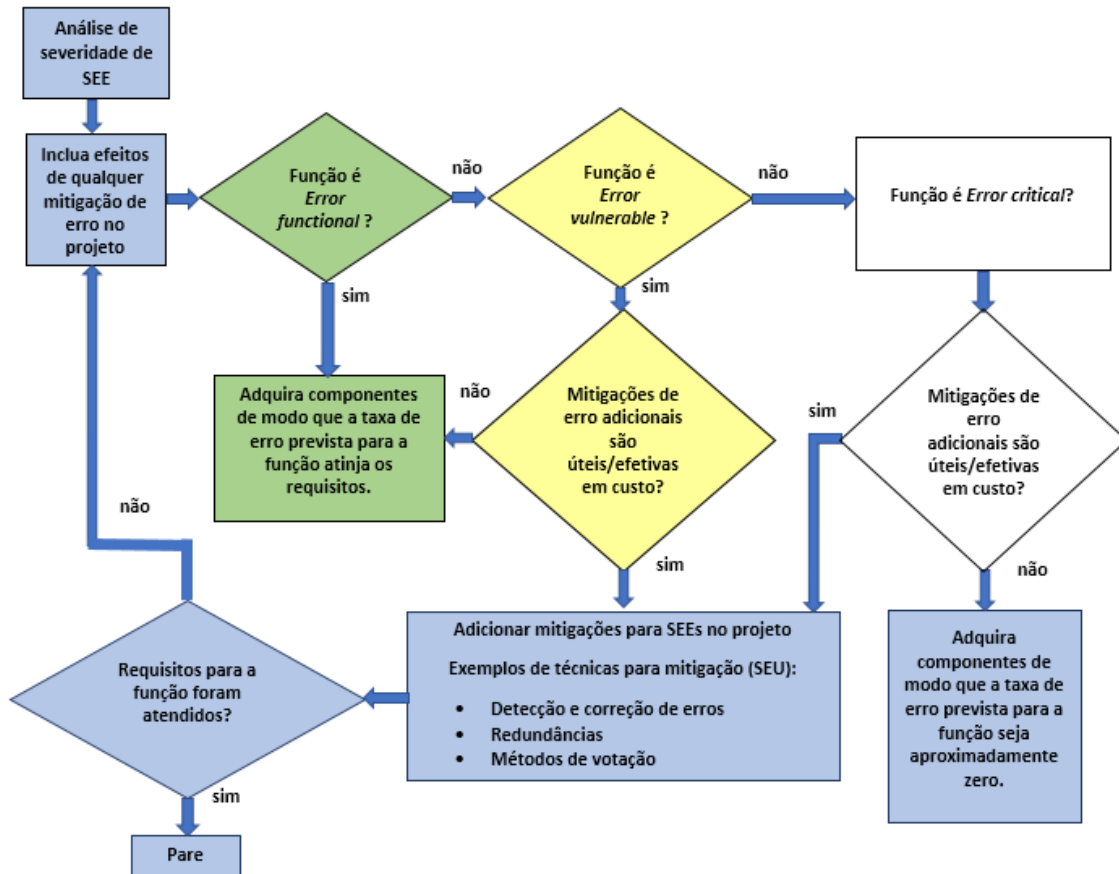 Análise de
severidade de
SEE
Inclua efeitos
de qualquer
mitigação de
erro no
projeto
Função é
Error
functional ?
não
Função é
Error
vulnerable ?
não
Função é Error critical?
sim
sim
Adquira componentes
de modo que a taxa de
erro prevista para a
função atinja os
requisitos.
não
Mitigações de
erro adicionais
são
úteis/efetivas
em custo?
sim
Mitigações de
erro
adicionais são
úteis/efetivas
em custo?
não
sim
não
Requisitos para a
função foram
atendidos?
Adicionar mitigações para SEEs no projeto
Exemplos de técnicas para mitigação (SEU):
• Detecção e correção de erros
• Redundâncias
• Métodos de votação
Adquira
componentes de
modo que a taxa de
erro prevista para a
função seja
aproximadamente
zero.
sim
Pare